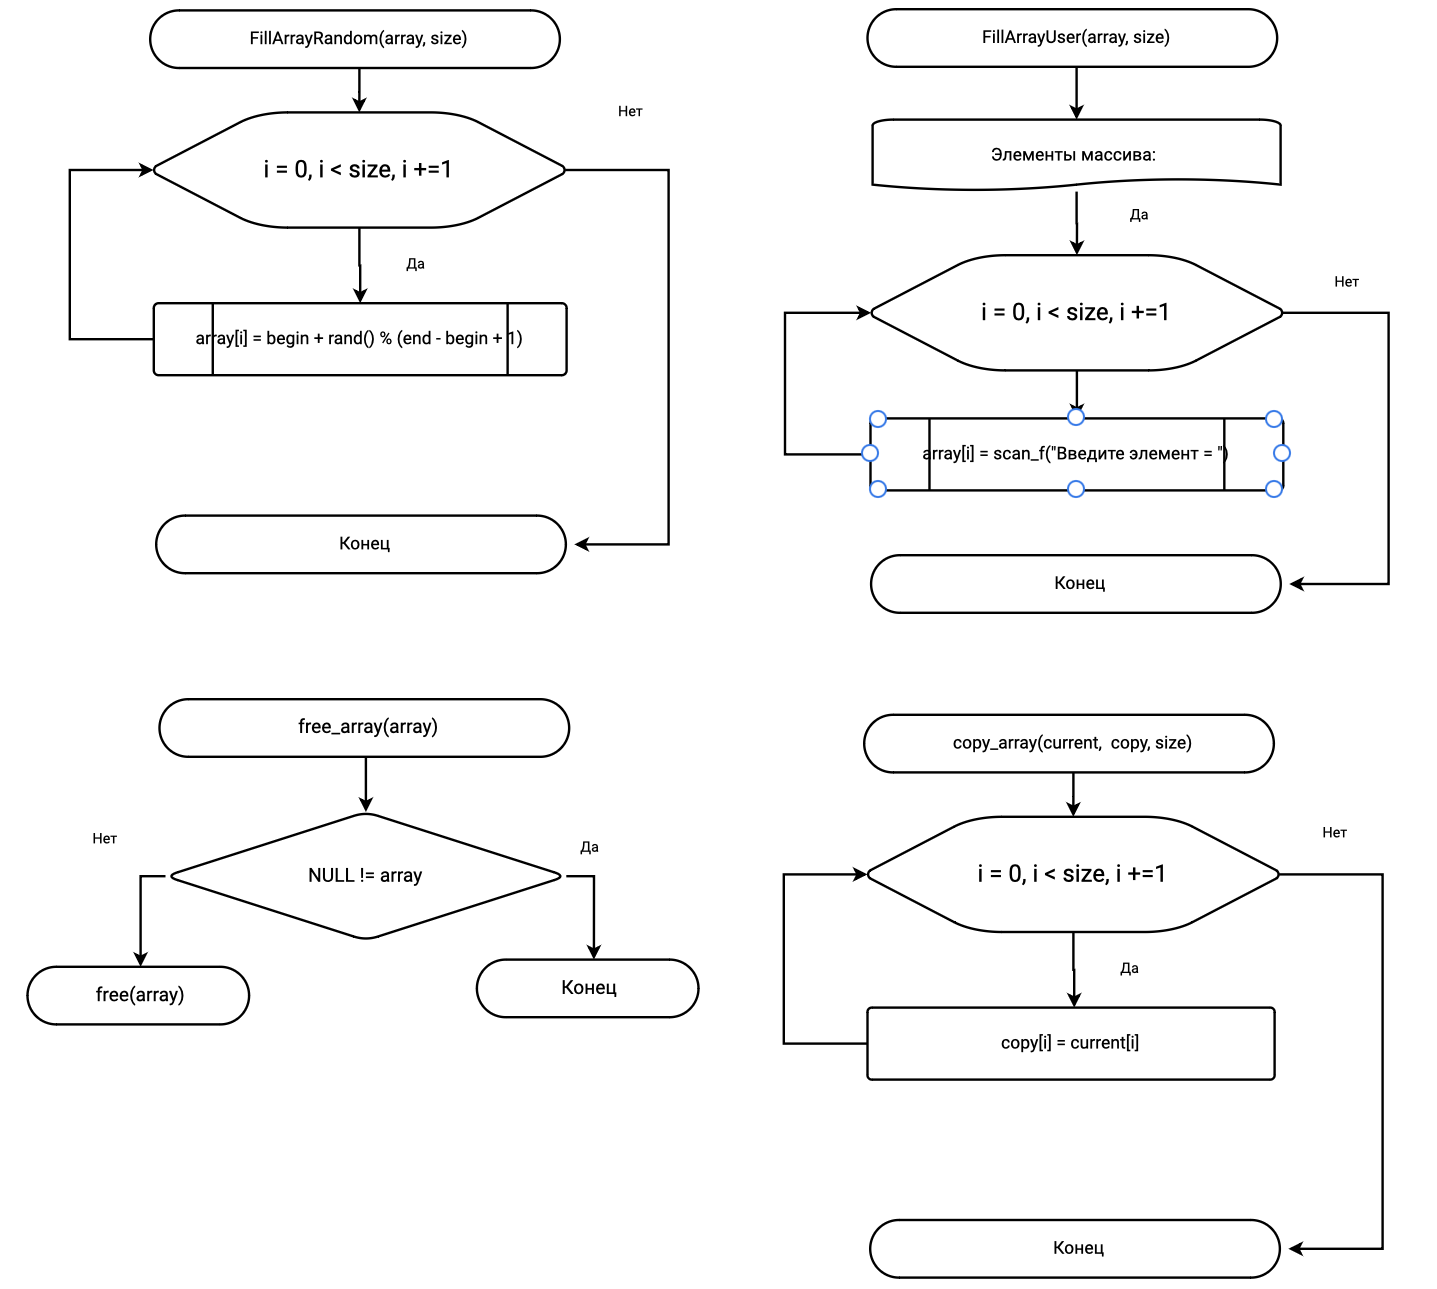 FillArrayRandom(array, size)
Нет
i = 0, i < size, i +=1
Да
array[i] = begin + rand() % (end - begin + 1)
Конец
FillArrayUser(array, size)
Элементы массива:
Да
Нет
i = 0, i < size, i +=1
array[i] = scan_f("Введите элемент = ")
Конец
free_array(array)
Нет
Да
NULL != array
free(array)
Конец
copy_array(current, copy, size)
Нет
i = 0, i < size, i +=1
Да
copy[i] = current[i]
Конец